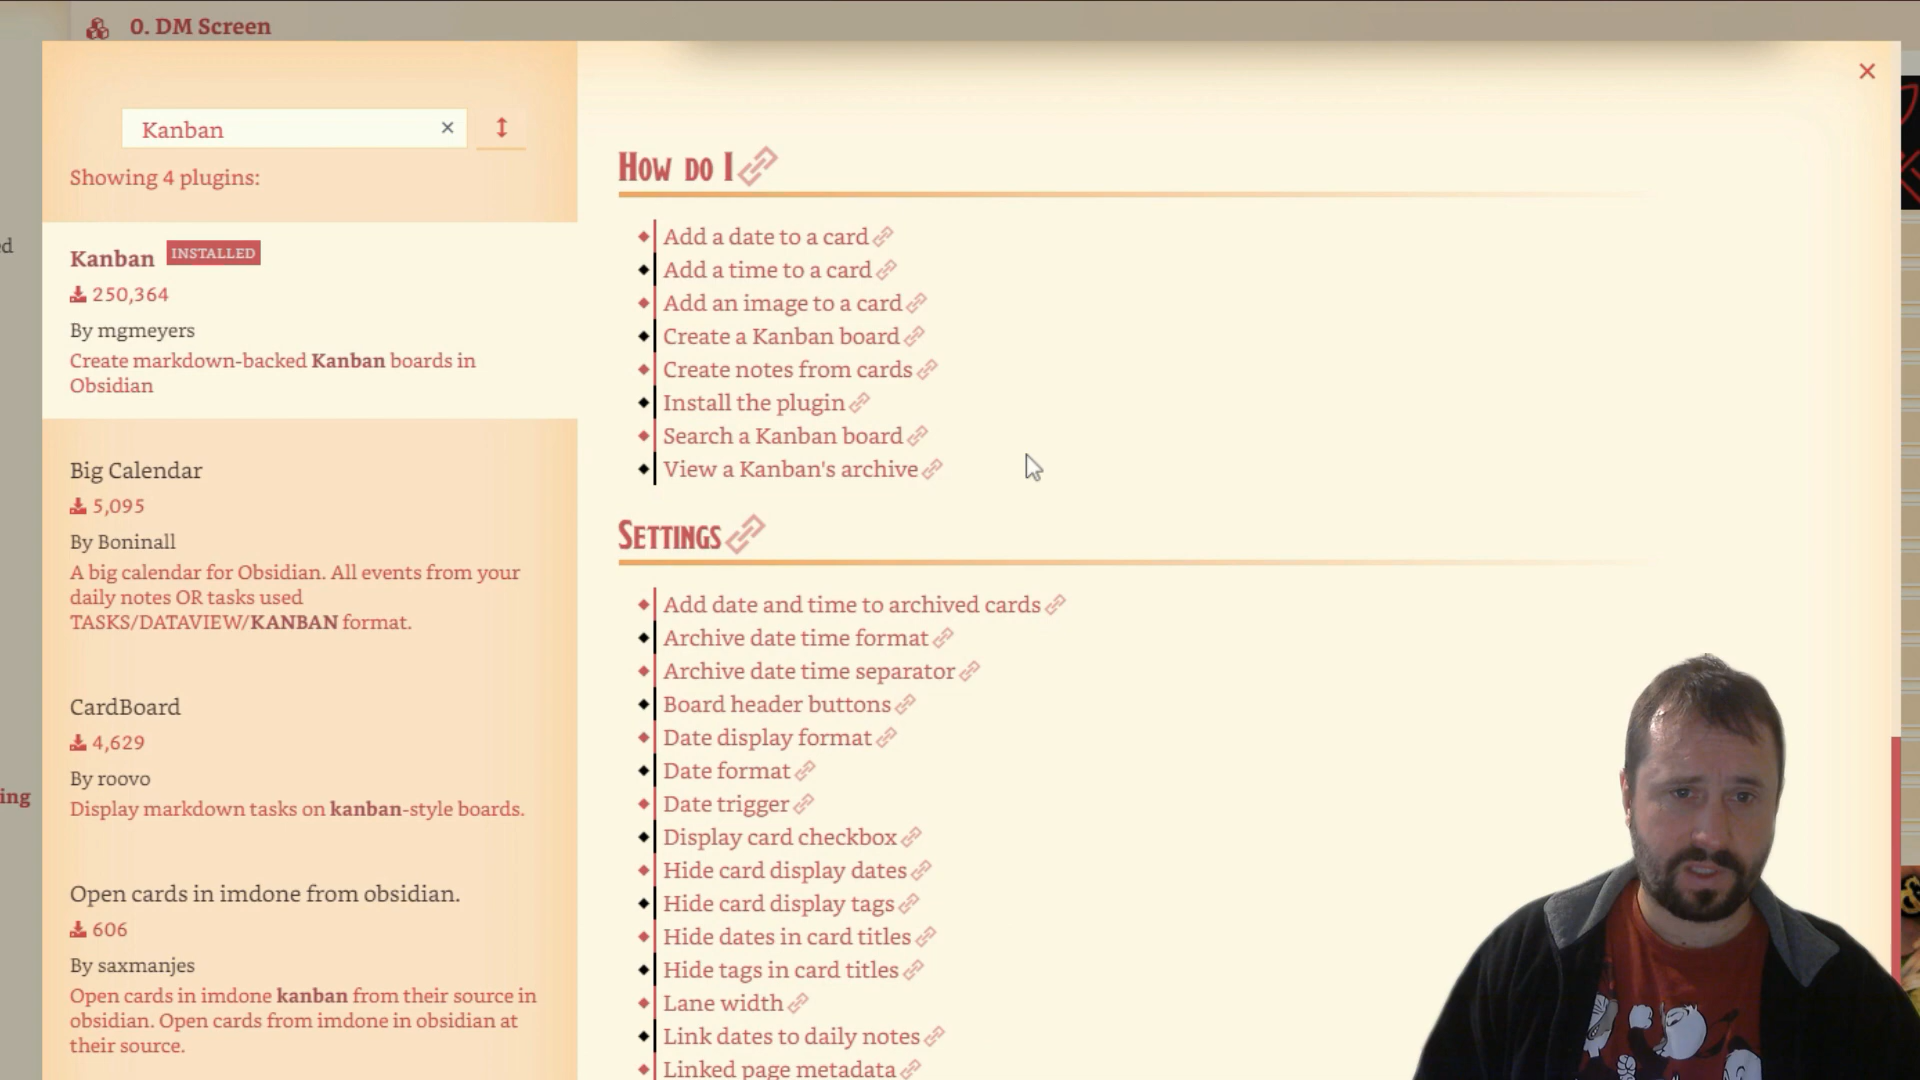 0. DM Screen
ed
ing
Kanban
Showing 4 plugins:
Kanban INSTALLED
250,364
By mgmeyers
Create markdown-backed Kanban boards in
Obsidian
Big Calendar
5,095
By Boninall
A big calendar for Obsidian. All events from your
daily notes OR tasks used
TASKS/DATAVIEW/KANBAN format.
CardBoard
4,629
By roovo
Display markdown tasks on kanban-style boards.
Open cards in imdone from obsidian.
606
By saxmanjes
Open cards in imdone kanban from their source in
obsidian. Open cards from imdone in obsidian at
their source.
How do I
Add a date to a card
Add a time to a card
Add an image to a card
Create a Kanban board
Create notes from cards
Install the plugin
Search a Kanban board
View a Kanban's archive
Settings
Add date and time to archived cards
Archive date time format
Archive date time separator
Board header buttons
Date display format
Date format
Date trigger
Display card checkbox
Hide card display dates
Hide card display tags
Hide dates in card titles
Hide tags in card titles
Lane width
Link dates to daily notes
Linked page metadata